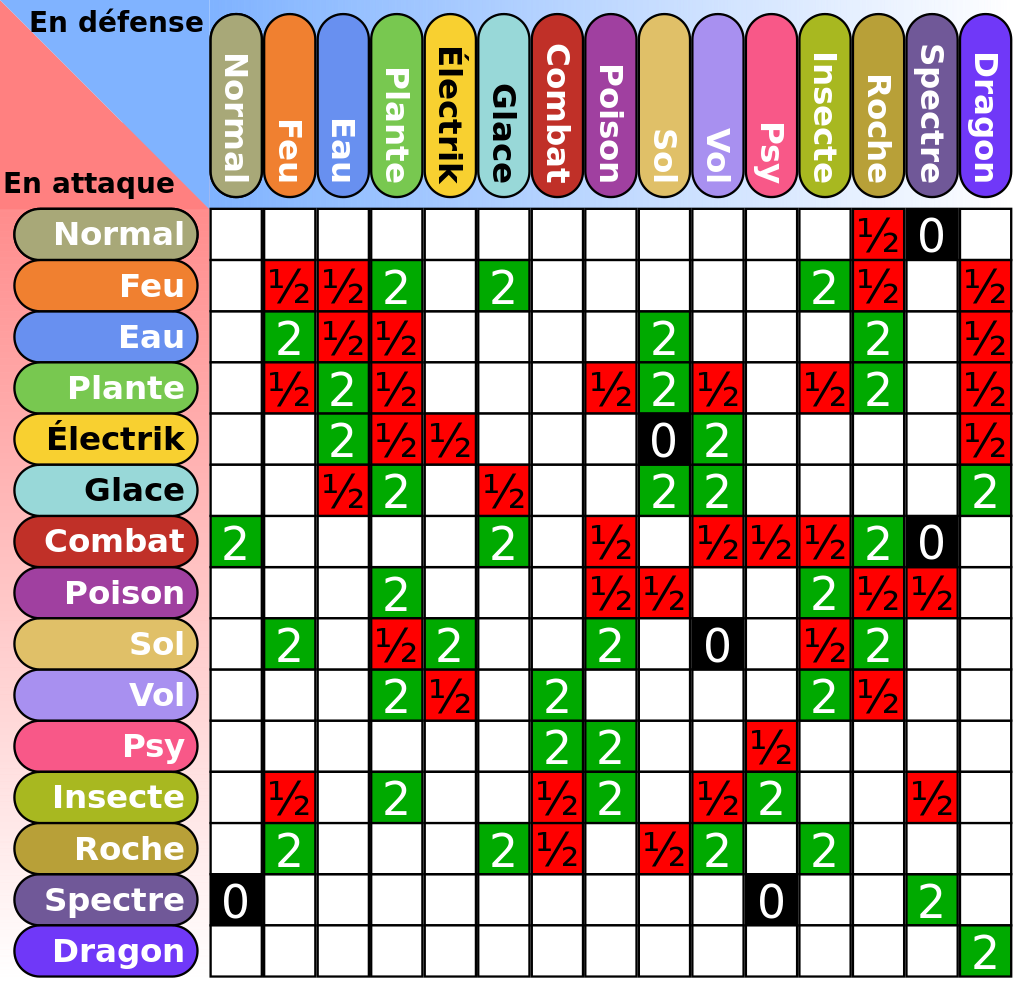 En défense
En attaque
Normal Feu Eau Plante Électrik Glace Combat Poison Sol Vol Psy Insecte Roche Spectre Dragon
Normal ½ 0
Feu ½ ½ 2 2 2 ½ ½
Eau 2 ½ ½ 2 2 ½
Plante ½ 2 ½ ½ 2 ½ ½ 2 ½
Électrik 2 ½ ½ 0 2 ½
Glace ½ 2 ½ 2 2 2
Combat 2 2 ½ ½ ½ ½ 2 0
Poison 2 ½ ½ 2 ½ ½
Sol 2 ½ 2 2 0 ½ 2
Vol 2 ½ 2 2 ½
Psy 2 2 ½
Insecte ½ 2 ½ 2 ½ 2 ½
Roche 2 2 ½ ½ 2 2
Spectre 0 0 2
Dragon 2